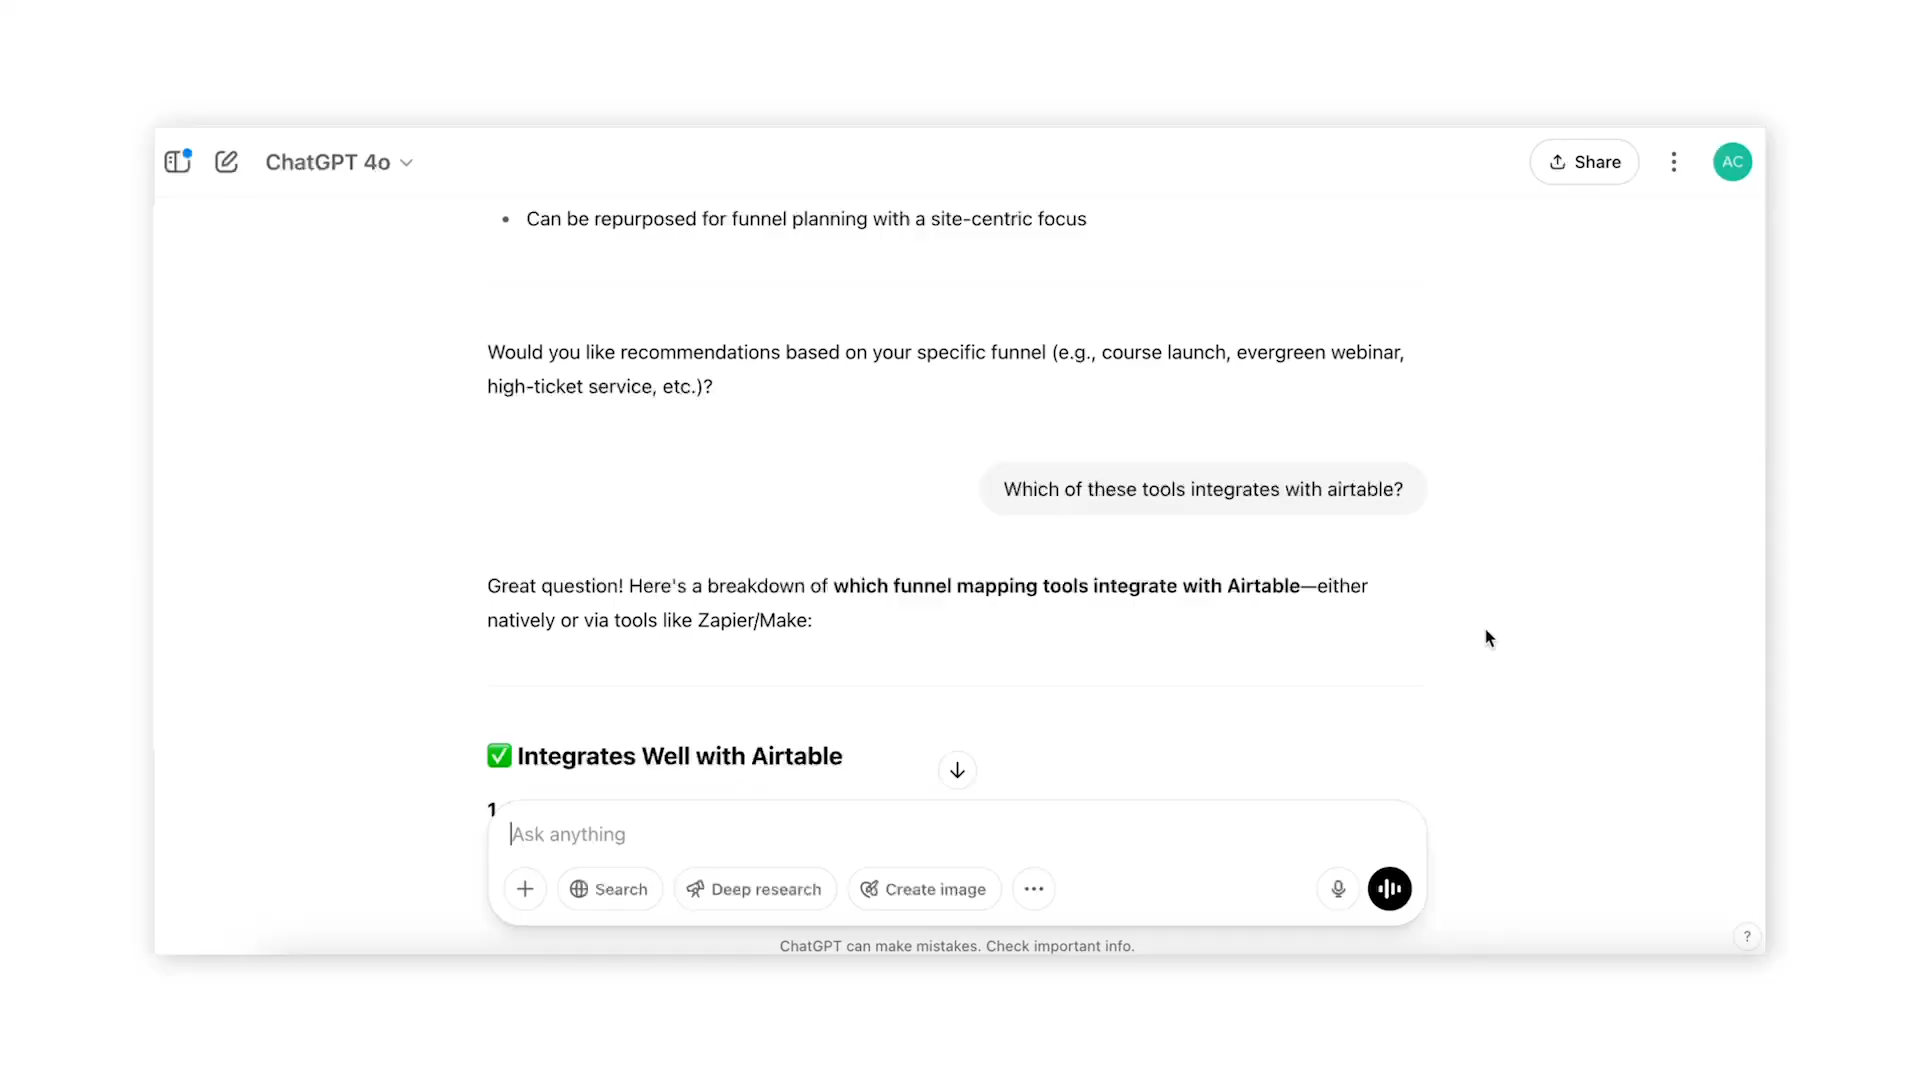 ChatGPT 4o
Share
AC
• Can be repurposed for funnel planning with a site-centric focus
Would you like recommendations based on your specific funnel (e.g., course launch, evergreen webinar,
high-ticket service, etc.)?
Which of these tools integrates with airtable?
Great question! Here's a breakdown of which funnel mapping tools integrate with Airtable—either
natively or via tools like Zapier/Make:
✅ Integrates Well with Airtable
1
Ask anything
Search
Deep research
Create image
ChatGPT can make mistakes. Check important info.
?